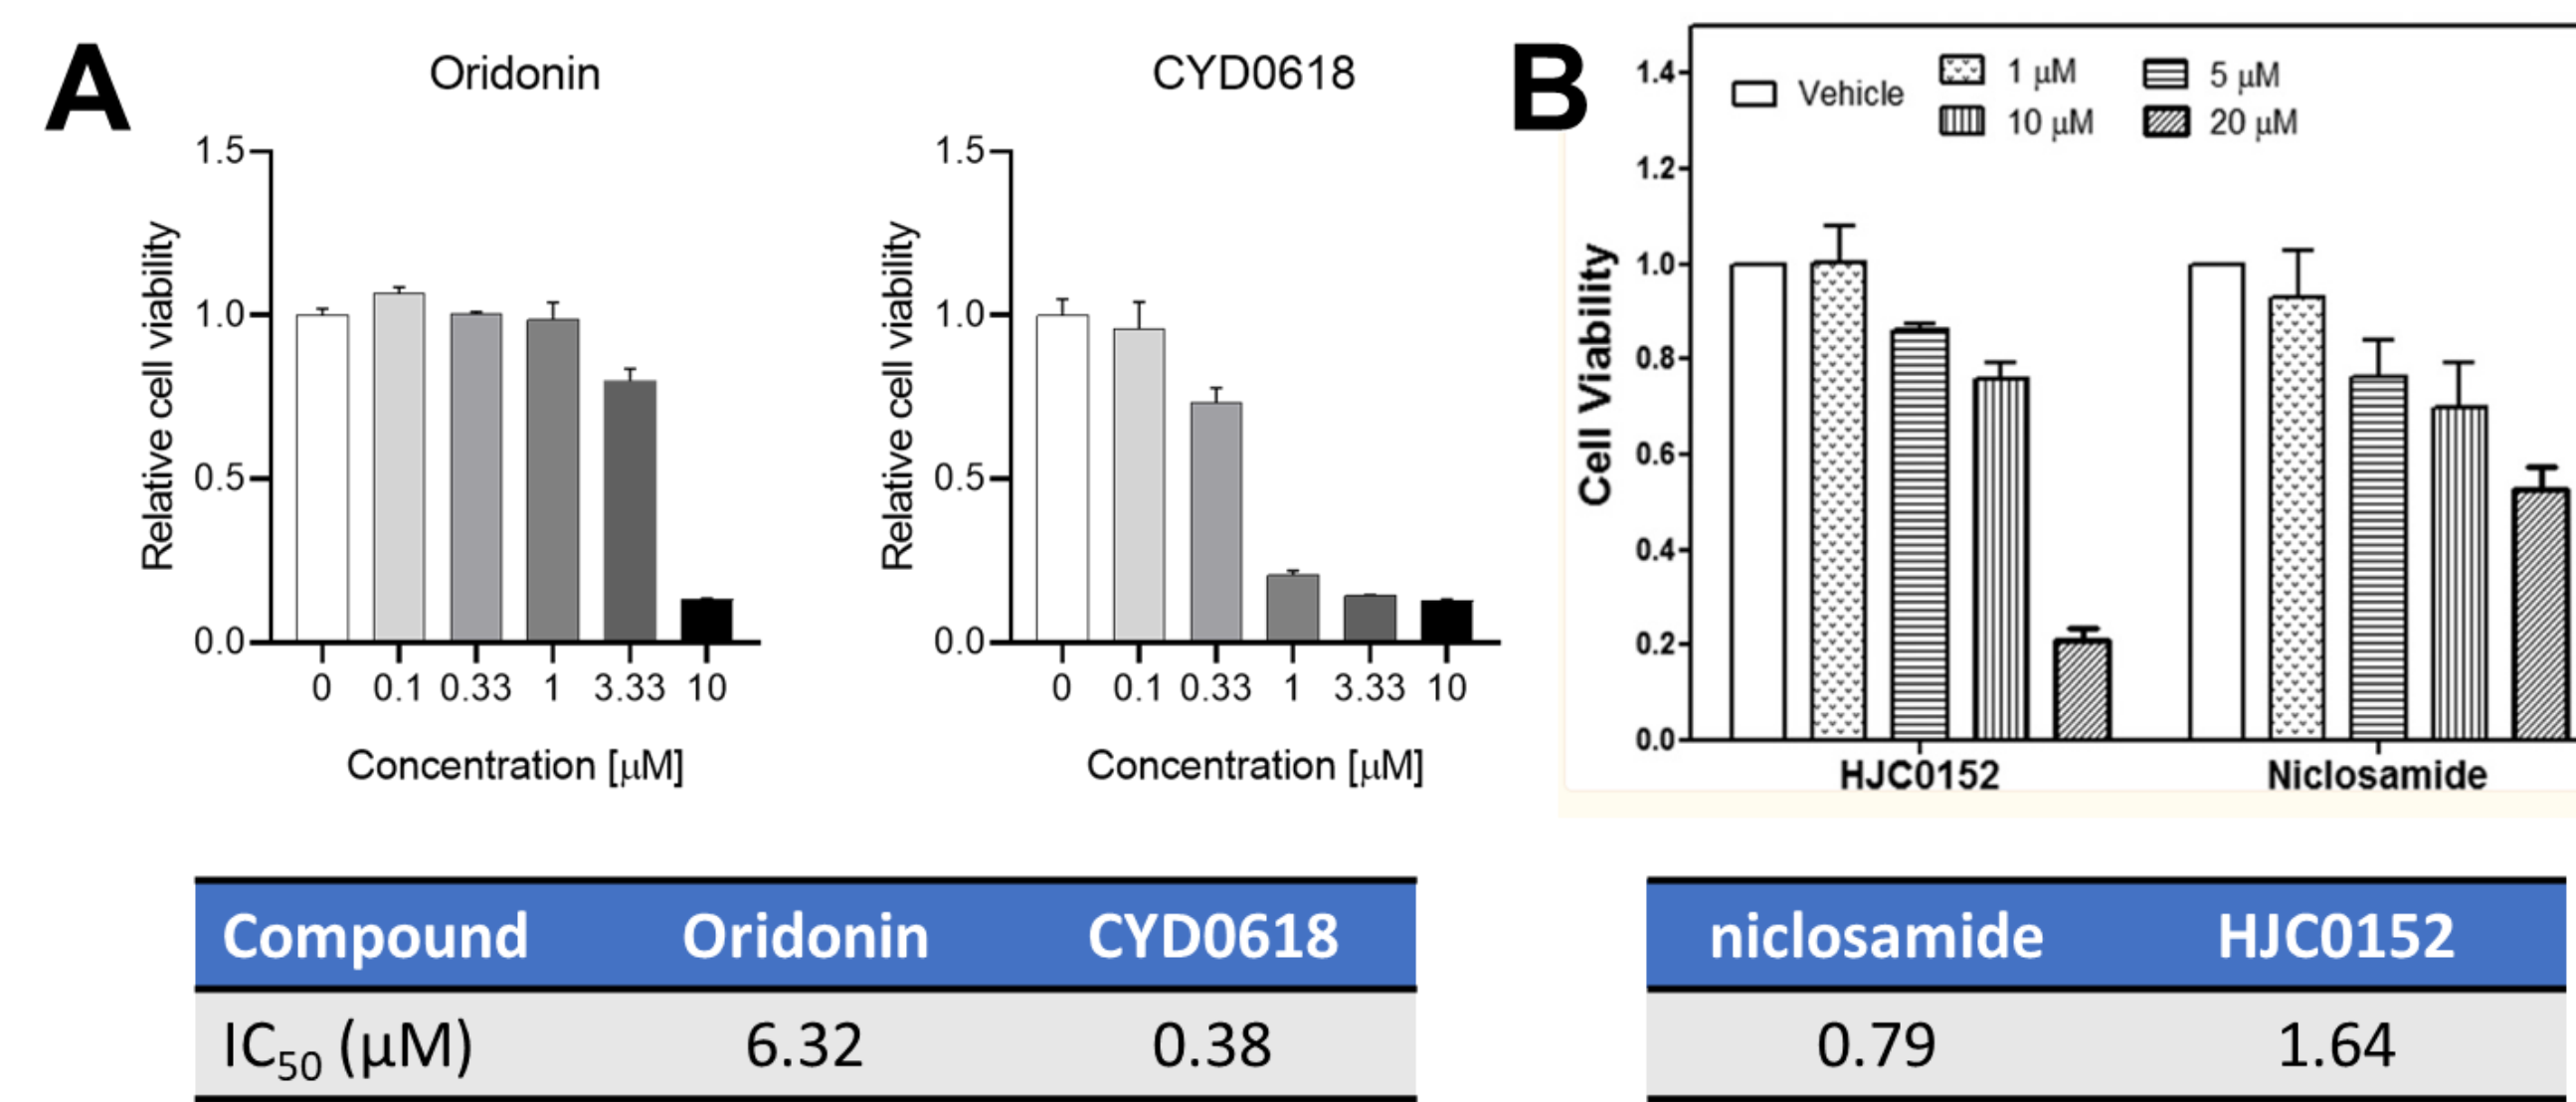 A
Oridonin
Relative cell viability
1.5
1.0
0.5
0.0
0 0.1 0.33 1 3.33 10
Concentration [μM]
CYD0618
Relative cell viability
1.5
1.0
0.5
0.0
0 0.1 0.33 1 3.33 10
Concentration [μM]
B
Vehicle 1 μM 5 μM
10 μM 20 μM
Cell Viability
1.4
1.2
1.0
0.8
0.6
0.4
0.2
0.0
HJC0152 Niclosamide
Compound Oridonin CYD0618
IC50 (μM) 6.32 0.38
niclosamide HJC0152
0.79 1.64